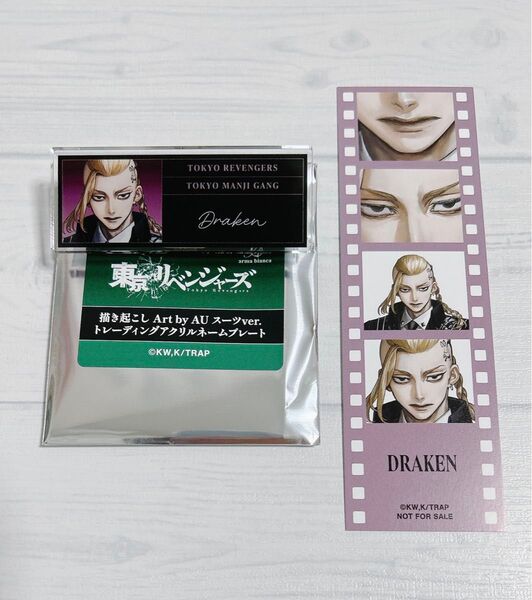 TOKYO REVENGERS
TOKYO MANJI GANG
Draken
arma bianca
東京リベンジャーズ
Tokyo Revengers
描き起こし Art by AU スーツver.
トレーディングアクリルネームプレート
©KW,K/TRAP
DRAKEN
©KW,K/TRAP
NOT FOR SALE